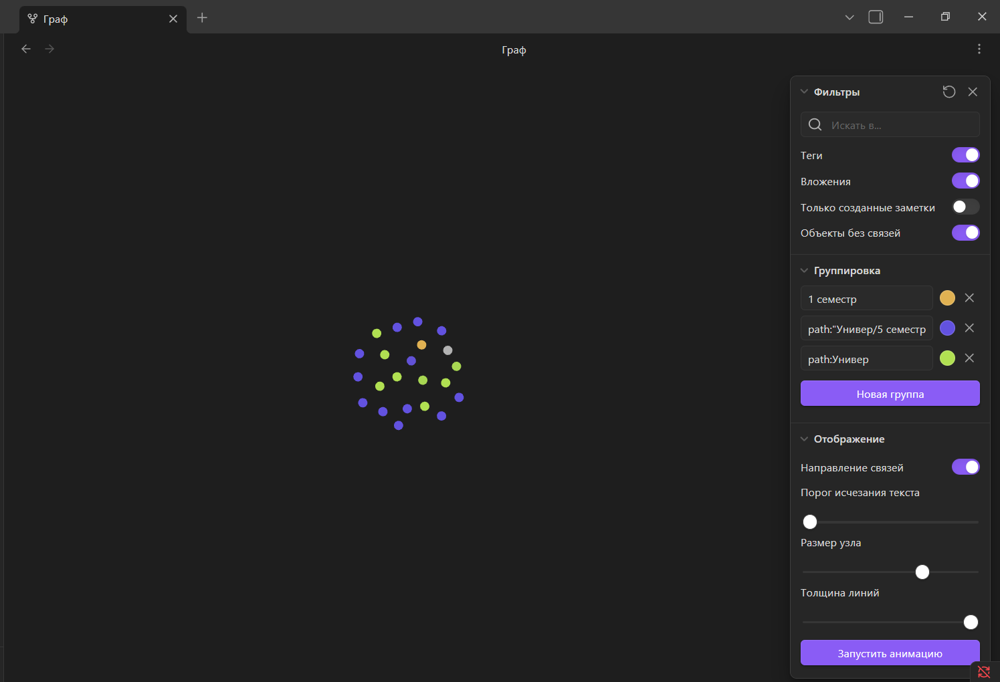 Граф
Граф
Фильтры
Искать в...
Теги
Вложения
Только созданные заметки
Объекты без связей
Группировка
1 семестр
path:"Универ/5 семестр
path:Универ
Новая группа
Отображение
Направление связей
Порог исчезания текста
Размер узла
Толщина линий
Запустить анимацию